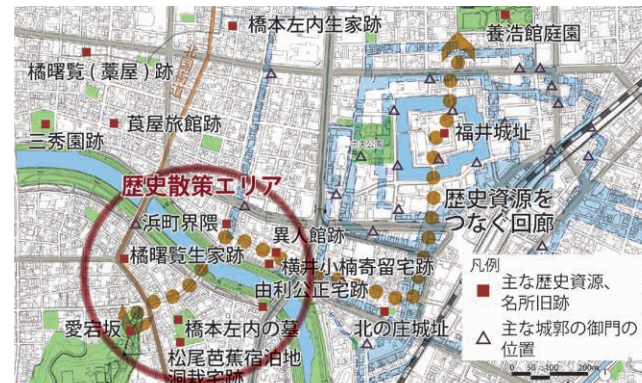 橋本左内生家跡
養浩館庭園
橘曙覧(藁屋)跡
北国街道
莨屋旅館跡
三秀園跡
福井城址
歴史散策エリア
歴史資源を
つなぐ回廊
浜町界隈
異人館跡
橘曙覧生家跡
横井小楠寄留宅跡
由利公正宅跡
愛宕坂
橋本左内の墓
北の庄城址
松尾芭蕉宿泊地
洞哉宅跡
凡例
主な歴史資源、
名所旧跡
主な城郭の御門の
位置
0 50 100 200m